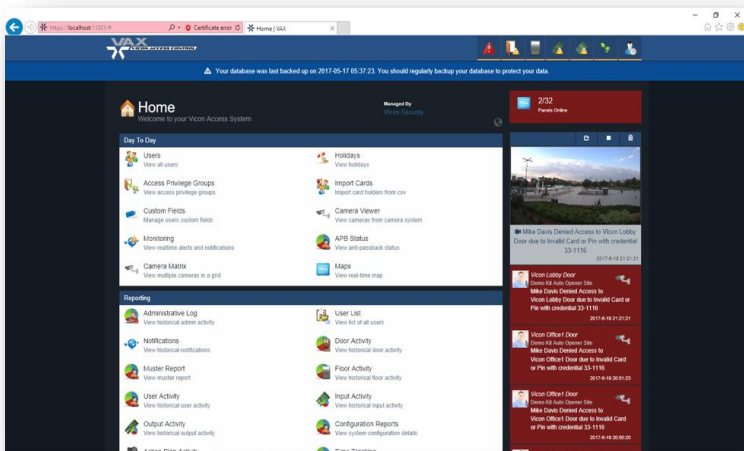 https://localhost:11001/#
Certificate error
Home | VAX
VAX
VICON ACCESS CONTROL
Your database was last backed up on 2017-05-17 05:37:23. You should regularly backup your database to protect your data.
Home
Welcome to your Vicon Access System
Managed By
Vicon Security
2/32
Panels Online
Day To Day
Users
View all users
Holidays
View holidays
Access Privilege Groups
View access privilege groups
Import Cards
Import card holders from csv
Custom Fields
Manage users custom fields
Camera Viewer
View cameras from camera system
Monitoring
View realtime alerts and notifications
APB Status
View anti-passback status
Camera Matrix
View multiple cameras in a grid
Maps
View real-time map
Mike Davis Denied Access to Vicon Lobby
Door due to Invalid Card or Pin with credential
33-1116
2017-6-19 21:21:21
Vicon Lobby Door
Demo Kit Auto Opener Site
Mike Davis Denied Access to
Vicon Lobby Door due to Invalid Card or
Pin with credential 33-1116
2017-6-19 21:21:21
Vicon Office1 Door
Demo Kit Auto Opener Site
Mike Davis Denied Access to
Vicon Office1 Door due to Invalid Card
or Pin with credential 33-1116
2017-6-19 20:51:23
Vicon Office1 Door
Demo Kit Auto Opener Site
Mike Davis Denied Access to
Vicon Office1 Door due to Invalid Card
or Pin with credential 33-1116
2017-6-19 20:50:20
Reporting
Administrative Log
View historical admin activity
User List
View list of all users
Notifications
View historical notifications
Door Activity
View historical door activity
Muster Report
View muster report
Floor Activity
View historical floor activity
User Activity
View historical user activity
Input Activity
View historical input activity
Output Activity
View historical output activity
Configuration Reports
View system configuration details